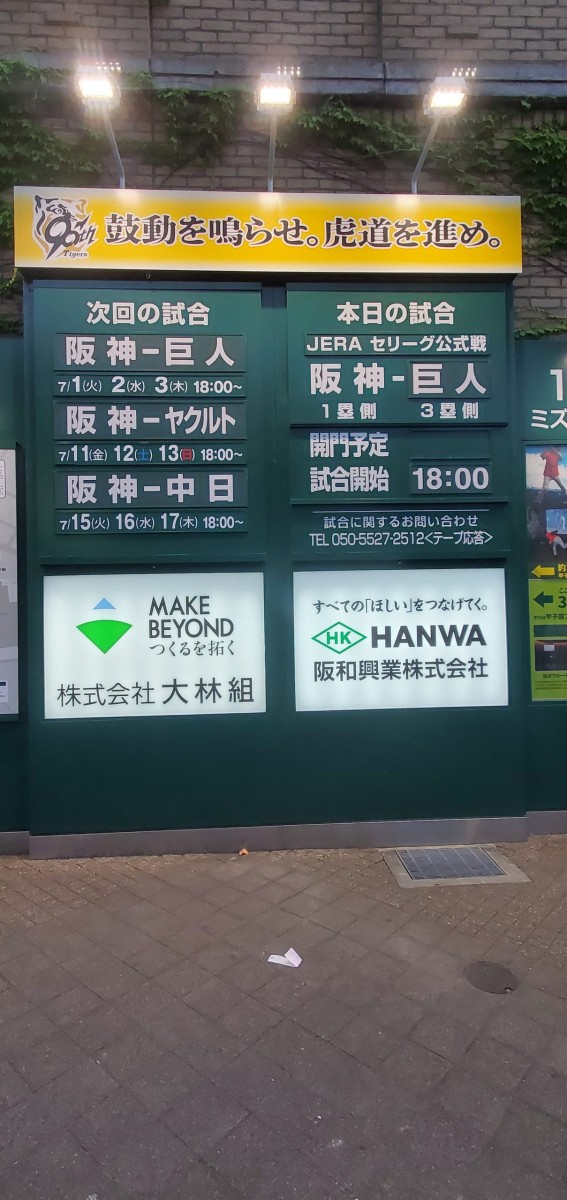 90th
Tigers
鼓動を鳴らせ。虎道を進め。
次回の試合
阪神-巨人
7/1(火) 2(水) 3(木) 18:00~
阪神-ヤクルト
7/11(金) 12(土) 13(日) 18:00~
阪神-中日
7/15(火) 16(水) 17(木) 18:00~
本日の試合
JERA セリーグ公式戦
阪神-巨人
1塁側 3塁側
開門予定
試合開始 18:00
試合に関するお問い合わせ
TEL 050-5527-2512<テープ応答>
MAKE
BEYOND
つくるを拓く
株式会社 大林組
すべての「ほしい」をつなげてく。
HK HANWA
阪和興業株式会社
1
ミズ
約